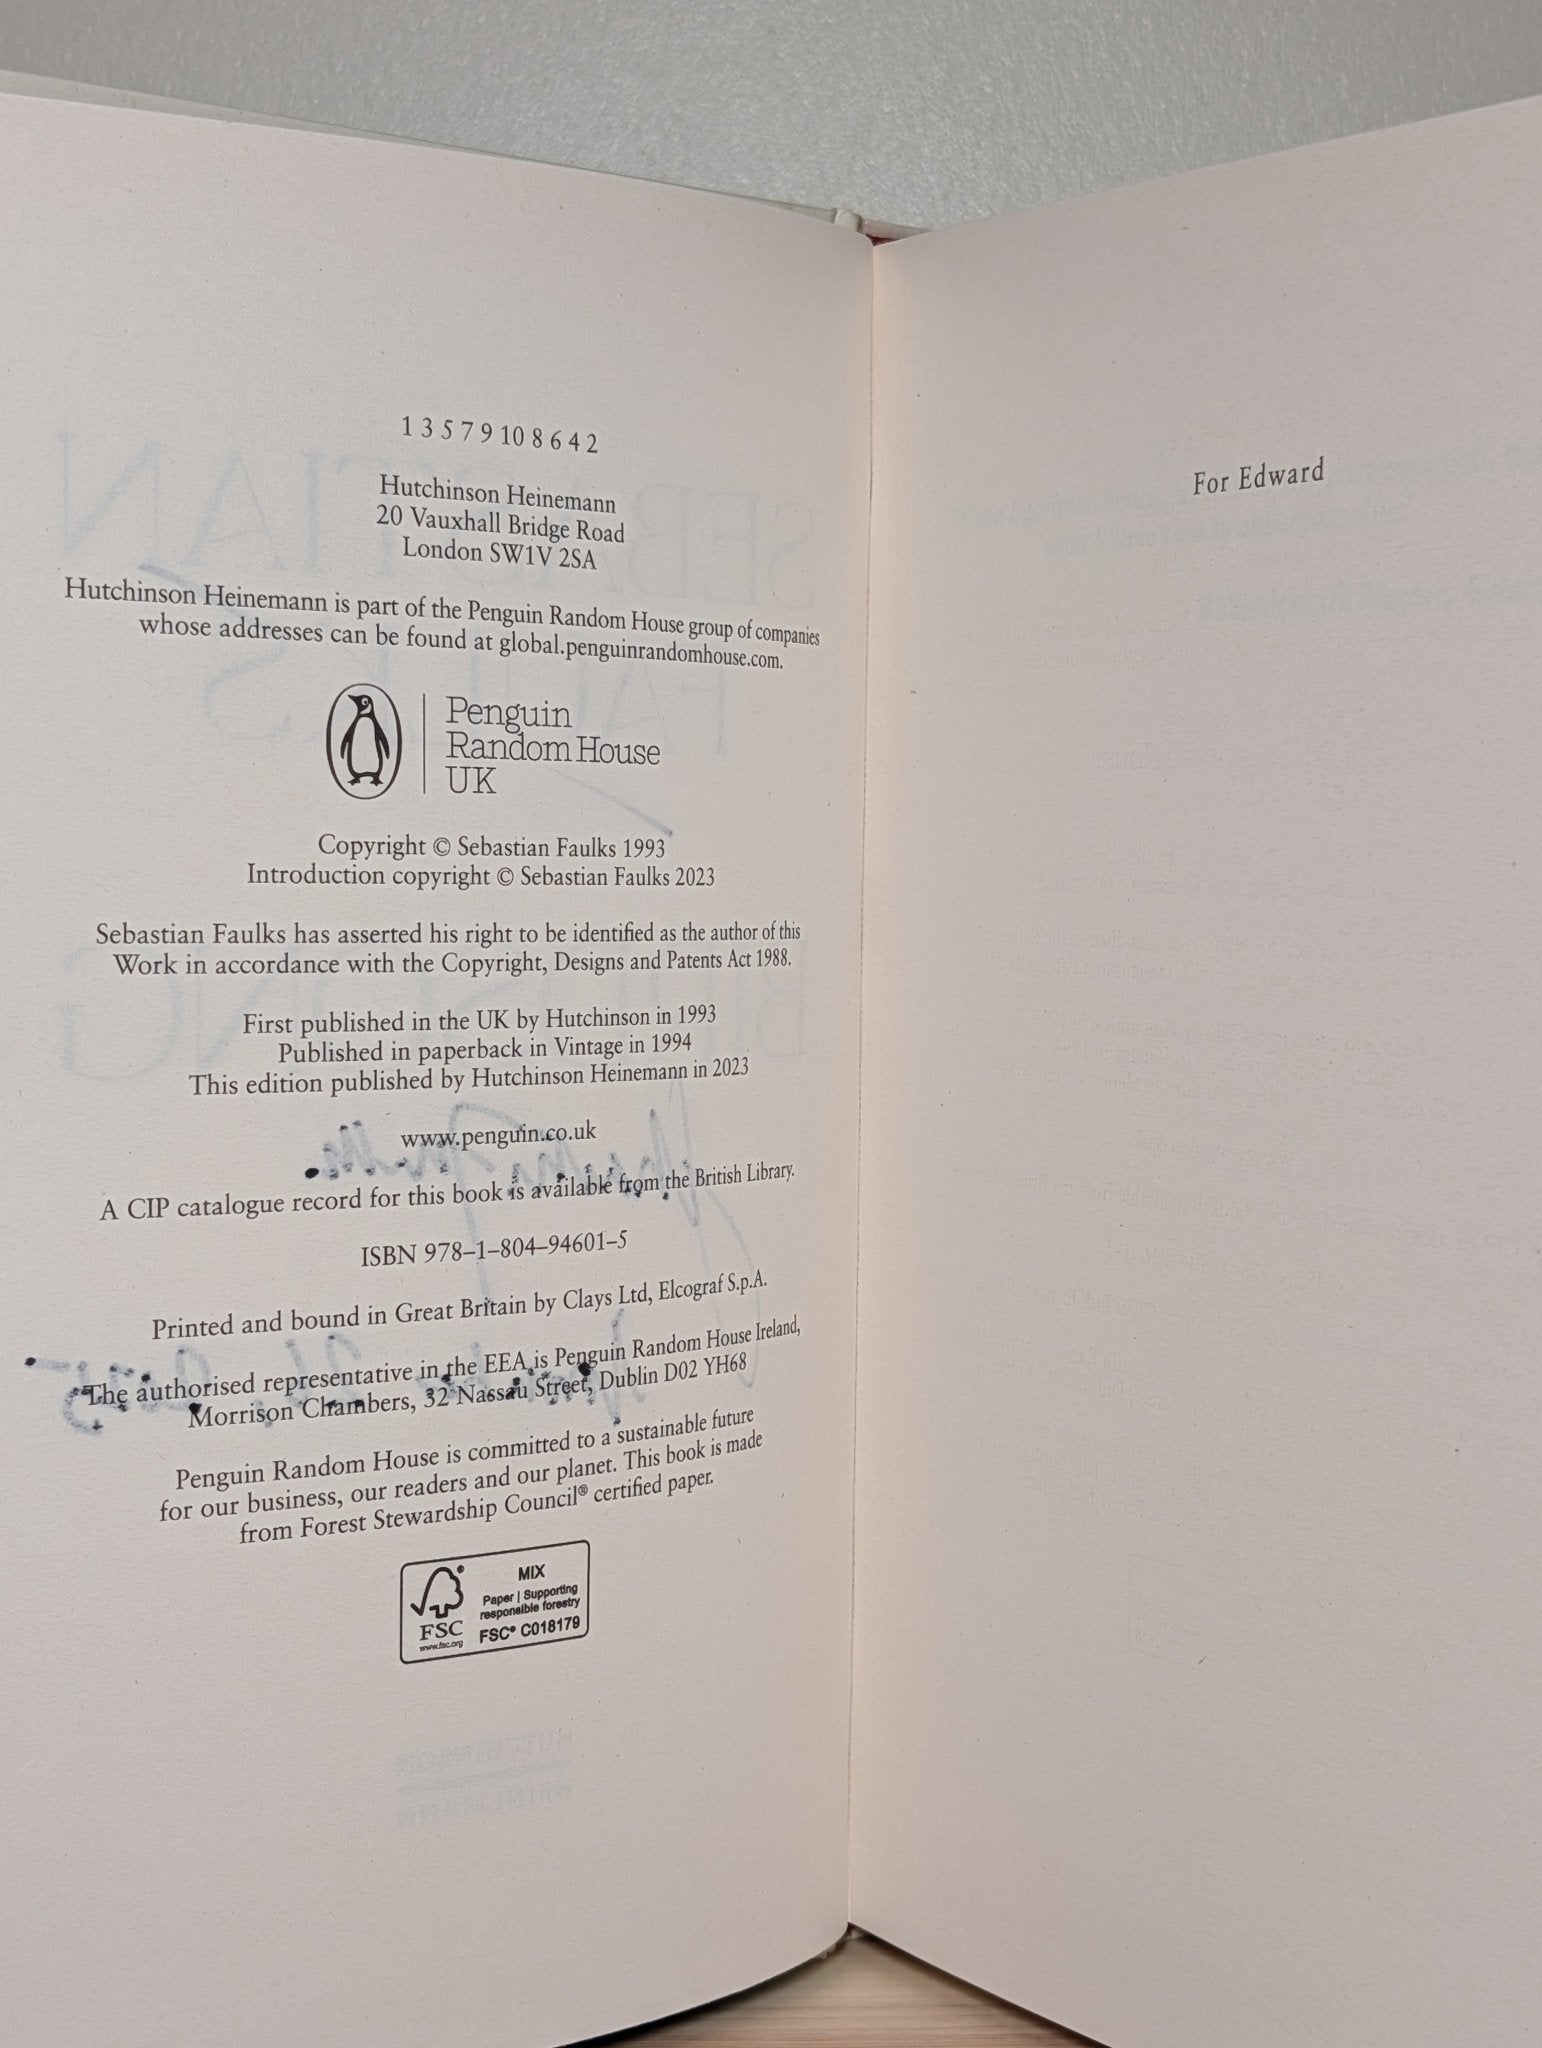 1 3 5 7 9 10 8 6 4 2
Hutchinson Heinemann
20 Vauxhall Bridge Road
London SW1V 2SA
Hutchinson Heinemann is part of the Penguin Random House group of companies
whose addresses can be found at global.penguinrandomhouse.com.
Penguin
Random House
UK
Copyright © Sebastian Faulks 1993
Introduction copyright © Sebastian Faulks 2023
Sebastian Faulks has asserted his right to be identified as the author of this
Work in accordance with the Copyright, Designs and Patents Act 1988.
First published in the UK by Hutchinson in 1993
Published in paperback in Vintage in 1994
This edition published by Hutchinson Heinemann in 2023
www.penguin.co.uk
A CIP catalogue record for this book is available from the British Library.
ISBN 978–1–804–94601–5
Printed and bound in Great Britain by Clays Ltd, Elcograf S.p.A.
The authorised representative in the EEA is Penguin Random House Ireland,
Morrison Chambers, 32 Nassau Street, Dublin D02 YH68
Penguin Random House is committed to a sustainable future
for our business, our readers and our planet. This book is made
from Forest Stewardship Council® certified paper.
MIX
Paper | Supporting
responsible forestry
FSC® C018179
FSC
www.fsc.org
For Edward